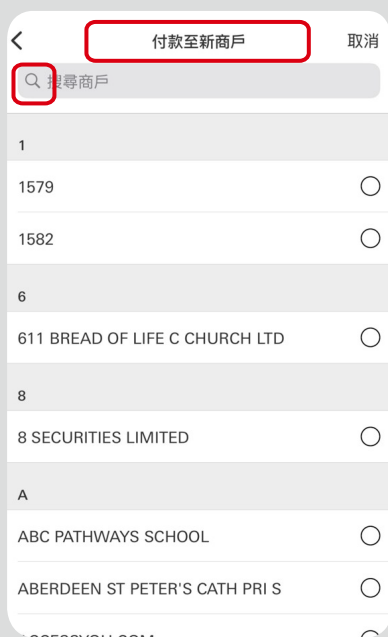 付款至新商戶
取消
搜尋商戶
1
1579
1582
6
611 BREAD OF LIFE C CHURCH LTD
8
8 SECURITIES LIMITED
A
ABC PATHWAYS SCHOOL
ABERDEEN ST PETER'S CATH PRI S